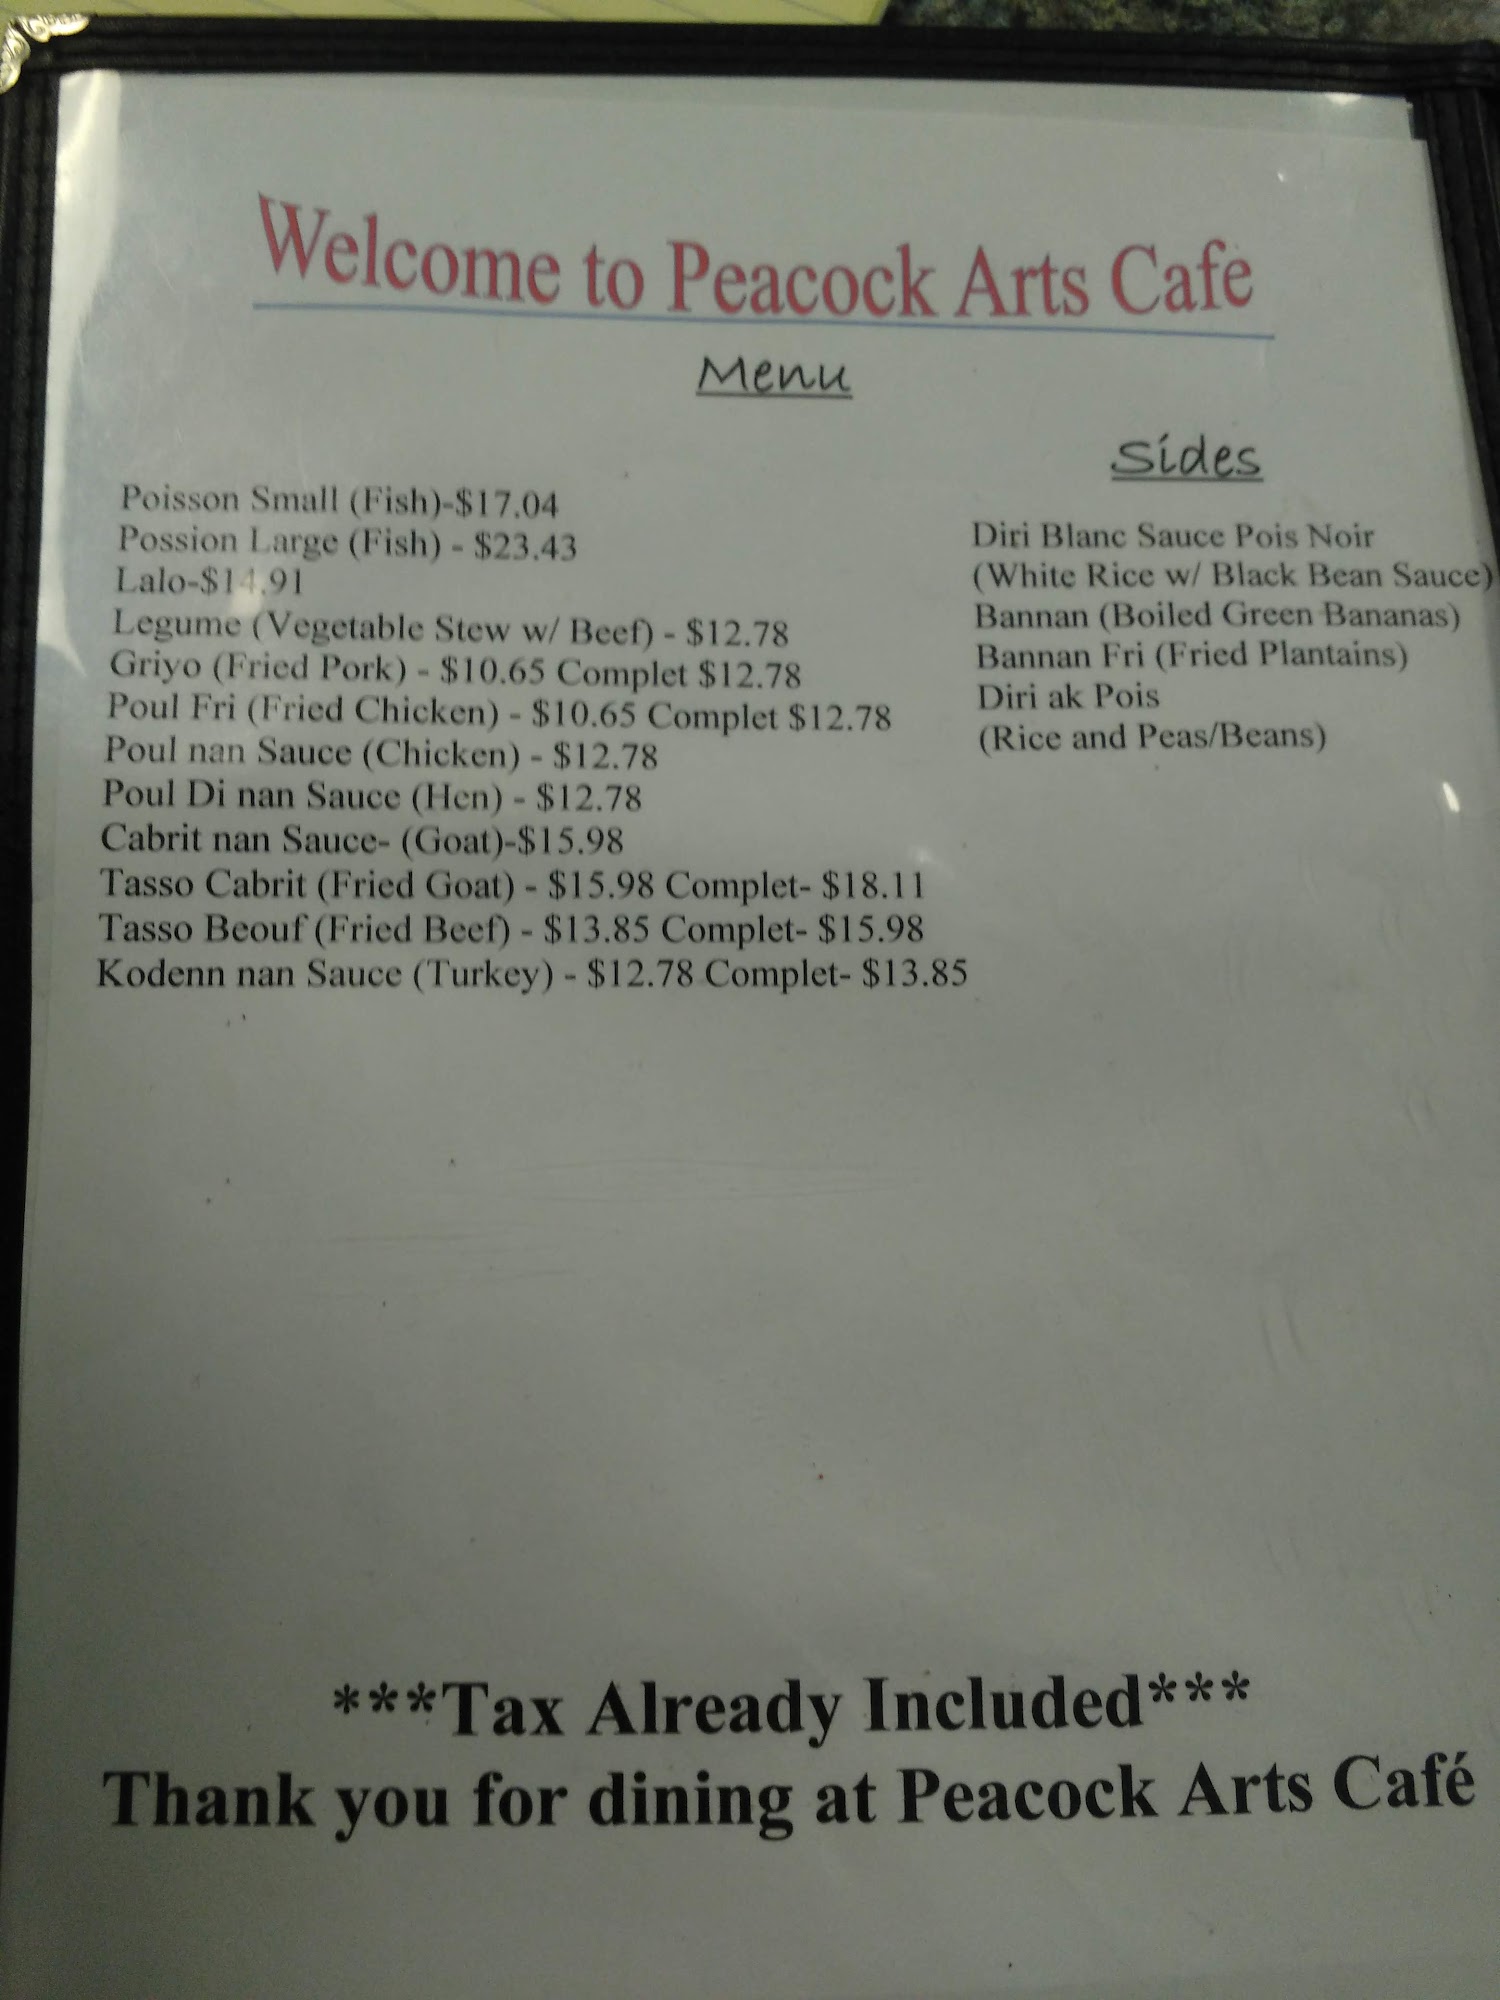 Welcome to Peacock Arts Cafe
Menu
Poisson Small (Fish)-$17.04
Possion Large (Fish) - $23.43
Lalo-$14.91
Legume (Vegetable Stew w/ Beef) - $12.78
Griyo (Fried Pork) - $10.65 Complet $12.78
Poul Fri (Fried Chicken) - $10.65 Complet $12.78
Poul nan Sauce (Chicken) - $12.78
Poul Di nan Sauce (Hen) - $12.78
Cabrit nan Sauce- (Goat)-$15.98
Tasso Cabrit (Fried Goat) - $15.98 Complet- $18.11
Tasso Beouf (Fried Beef) - $13.85 Complet- $15.98
Kodenn nan Sauce (Turkey) - $12.78 Complet- $13.85
Sides
Diri Blanc Sauce Pois Noir
(White Rice w/ Black Bean Sauce)
Bannan (Boiled Green Bananas)
Bannan Fri (Fried Plantains)
Diri ak Pois
(Rice and Peas/Beans)
***Tax Already Included***
Thank you for dining at Peacock Arts Café